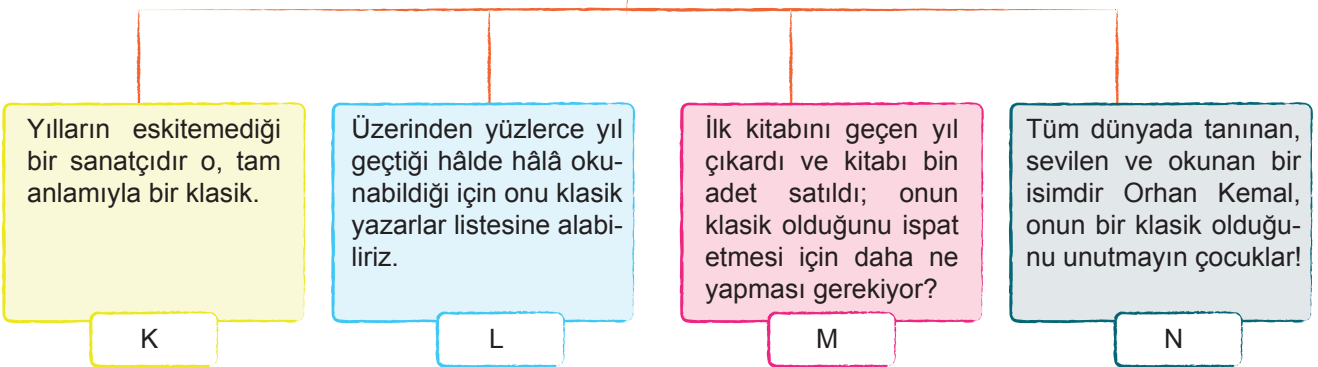 Yılların eskitemediği
bir sanatçıdır o, tam
anlamıyla bir klasik.
K
Üzerinden yüzlerce yıl
geçtiği hâlde hâlâ oku-
nabildiği için onu klasik
yazarlar listesine alabi-
liriz.
L
İlk kitabını geçen yıl
çıkardı ve kitabı bin
adet satıldı; onun
klasik olduğunu ispat
etmesi için daha ne
yapması gerekiyor?
M
Tüm dünyada tanınan,
sevilen ve okunan bir
isimdir Orhan Kemal,
onun bir klasik olduğu-
nu unutmayın çocuklar!
N